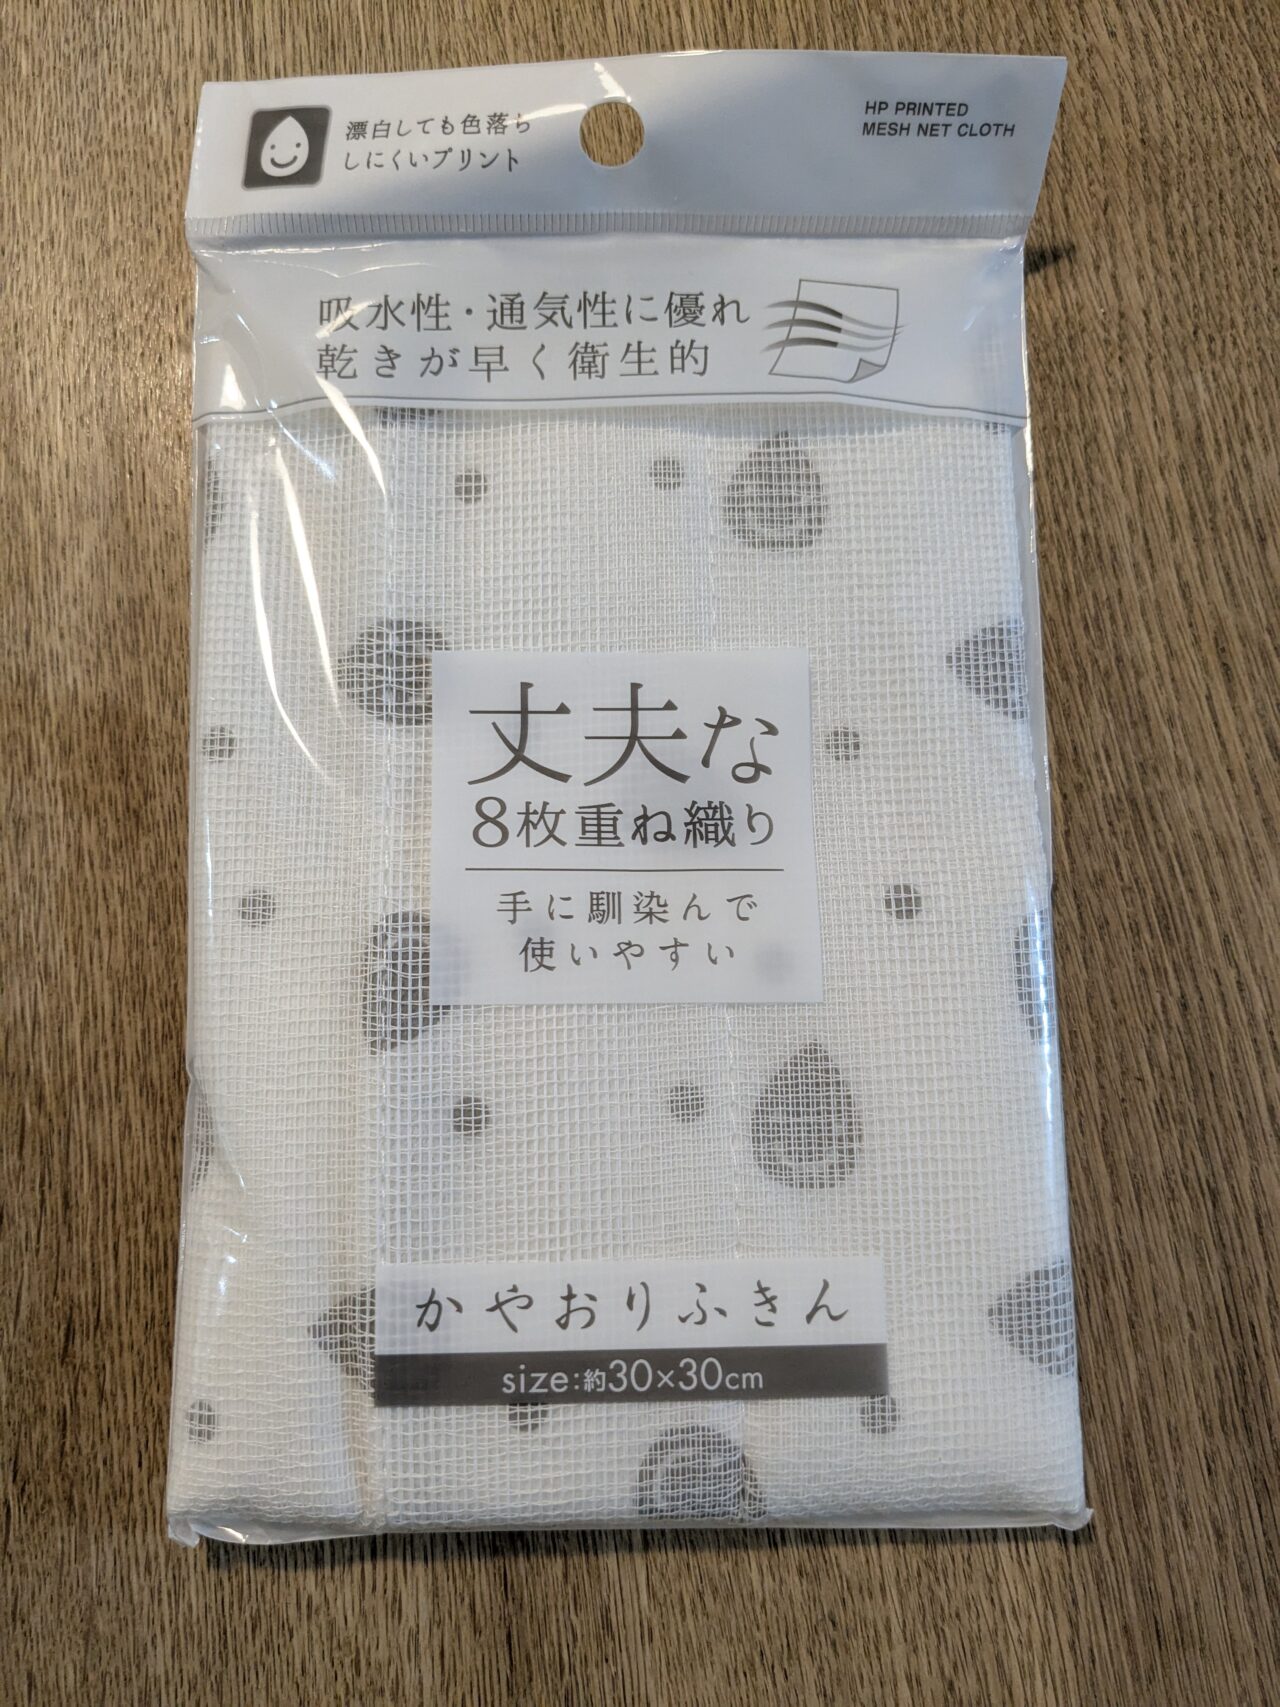 漂白しても色落ち
しにくいプリント
HP PRINTED
MESH NET CLOTH
吸水性・通気性に優れ
乾きが早く衛生的
丈夫な
8枚重ね織り
手に馴染んで
使いやすい
かやおりふきん
size:約30×30cm